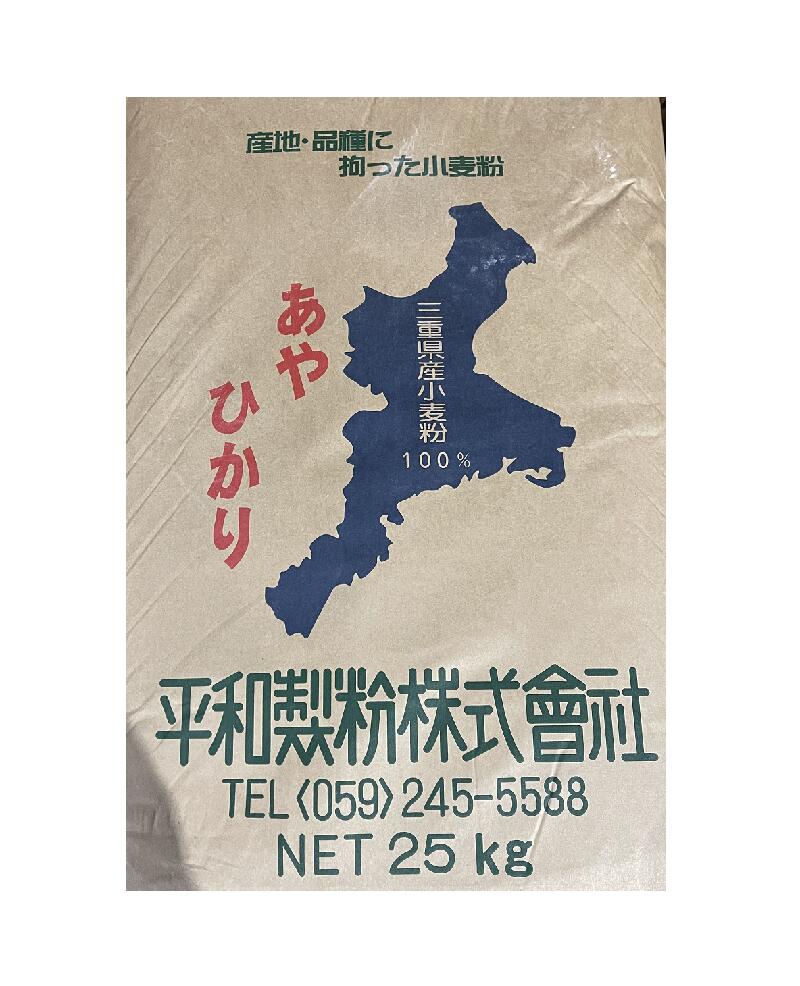 産地・品種に
拘った小麦粉
あや
ひかり
三重県産小麦粉
100%
平和製粉株式會社
TEL〈059〉245-5588
NET 25 kg